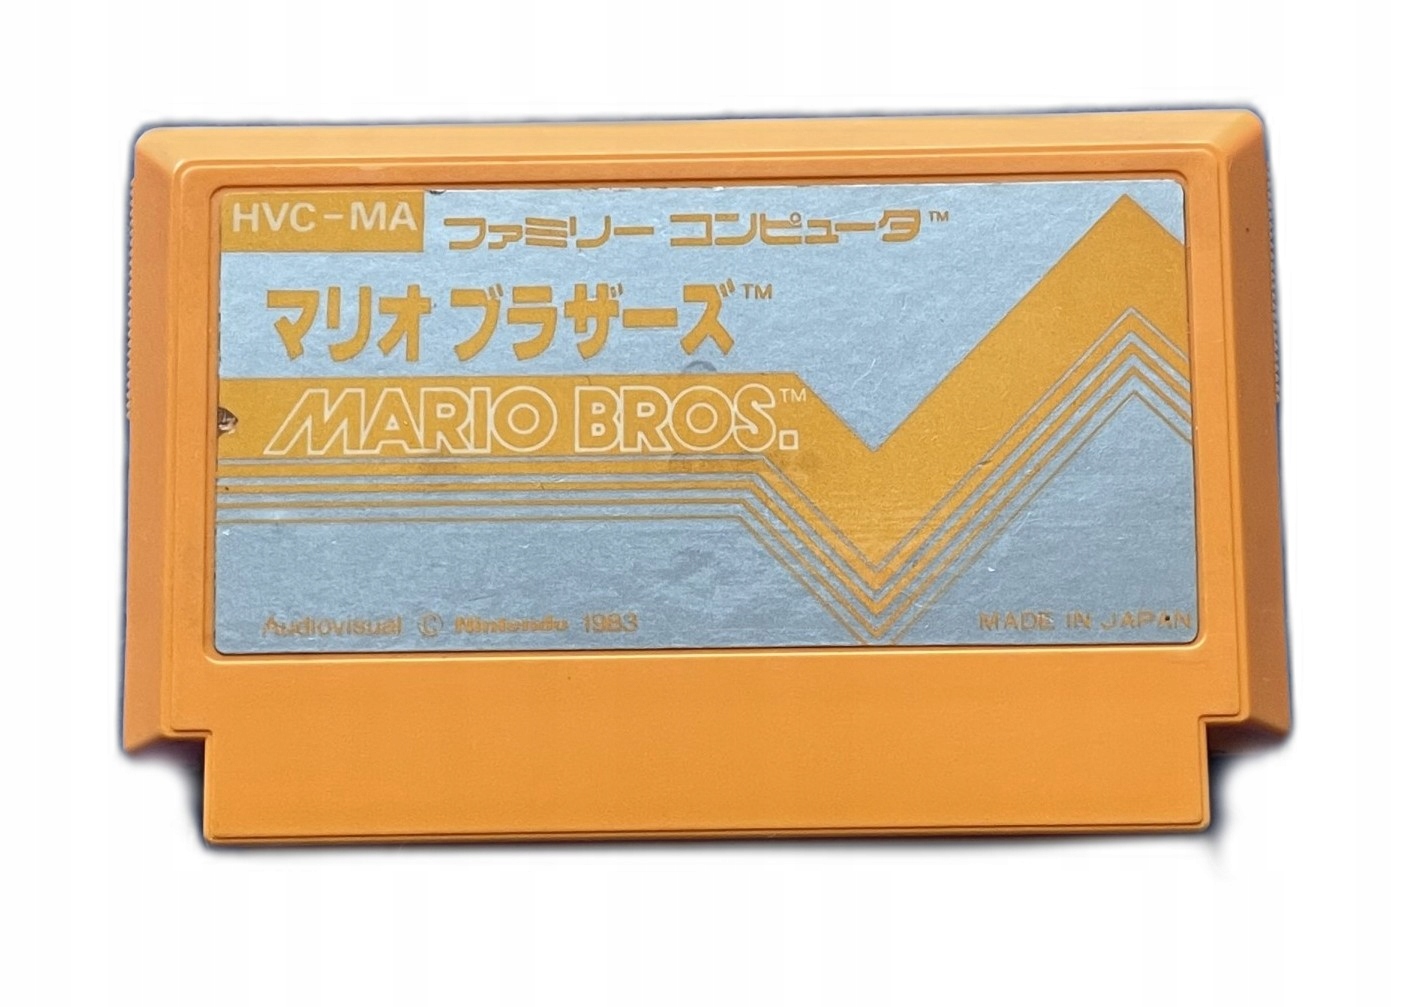 HVC-MA ファミリー コンピュータ™
マリオ ブラザーズ™
MARIO BROS.™
Audiovisual © Nintendo 1983
MADE IN JAPAN